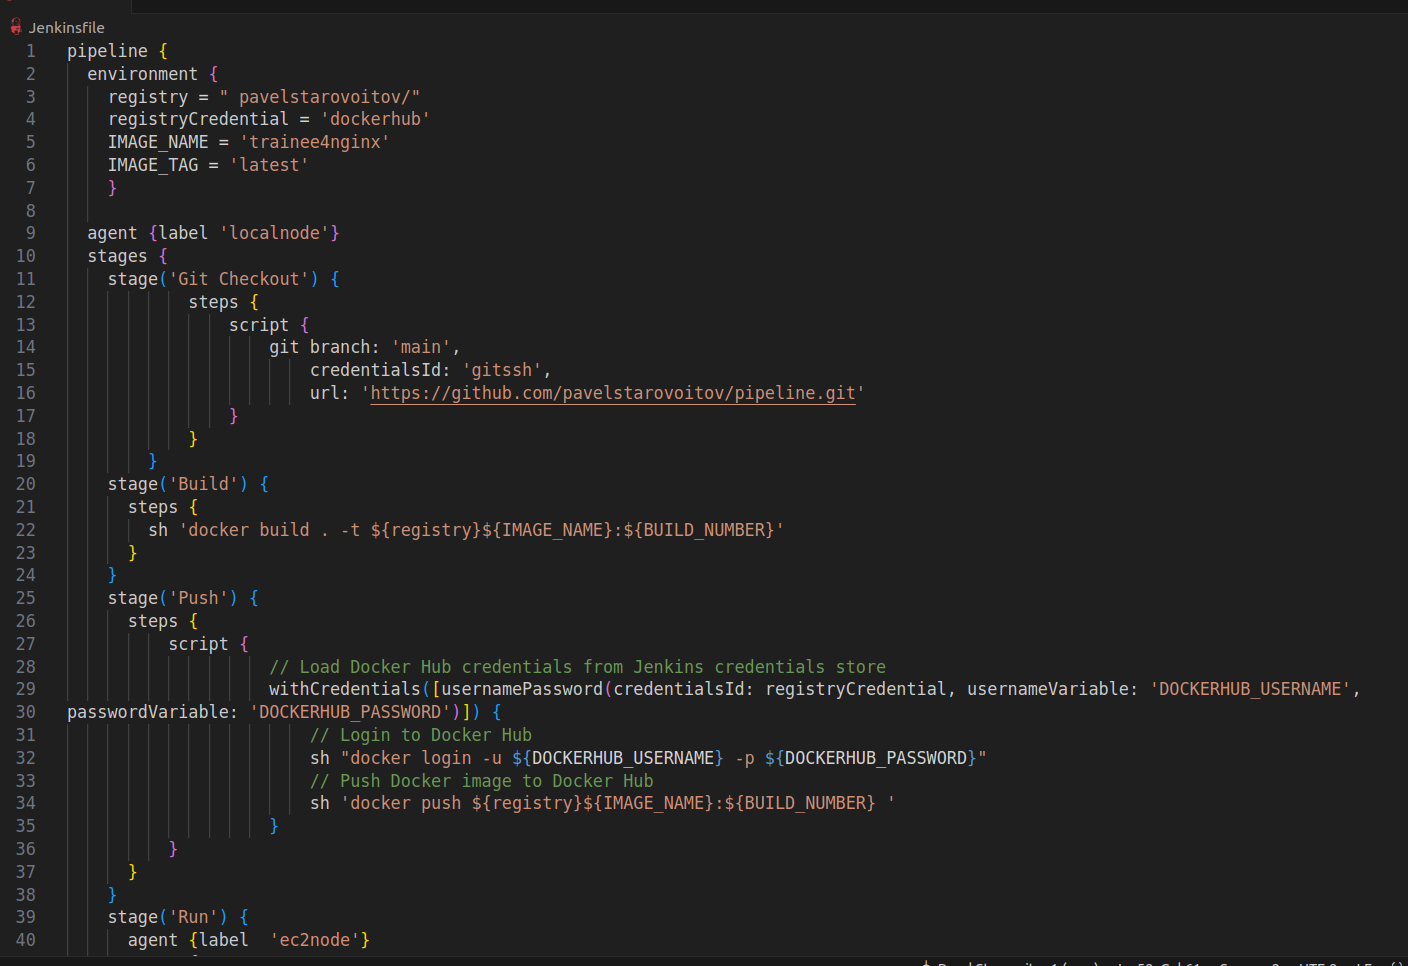 Jenkinsfile
1 pipeline {
2 environment {
3 registry = " pavelstarovoitov/"
4 registryCredential = 'dockerhub'
5 IMAGE_NAME = 'trainee4nginx'
6 IMAGE_TAG = 'latest'
7 }
8
9 agent {label 'localnode'}
10 stages {
11 stage('Git Checkout') {
12 steps {
13 script {
14 git branch: 'main',
15 credentialsId: 'gitssh',
16 url: 'https://github.com/pavelstarovoitov/pipeline.git'
17 }
18 }
19 }
20 stage('Build') {
21 steps {
22 sh 'docker build . -t ${registry}${IMAGE_NAME}:${BUILD_NUMBER}'
23 }
24 }
25 stage('Push') {
26 steps {
27 script {
28 // Load Docker Hub credentials from Jenkins credentials store
29 withCredentials([usernamePassword(credentialsId: registryCredential, usernameVariable: 'DOCKERHUB_USERNAME',
30 passwordVariable: 'DOCKERHUB_PASSWORD')]) {
31 // Login to Docker Hub
32 sh "docker login -u ${DOCKERHUB_USERNAME} -p ${DOCKERHUB_PASSWORD}"
33 // Push Docker image to Docker Hub
34 sh 'docker push ${registry}${IMAGE_NAME}:${BUILD_NUMBER} '
35 }
36 }
37 }
38 }
39 stage('Run') {
40 agent {label  'ec2node'}